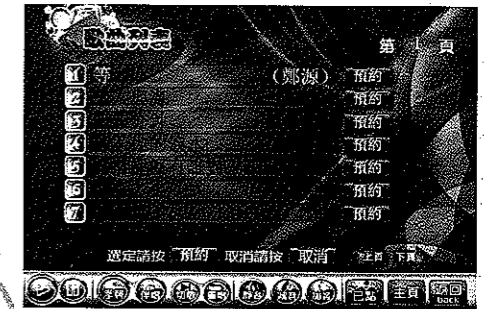 歌曲列表
第 1 頁
1 等 (鄭源) 預約
2 預約
3 預約
4 預約
5 預約
6 預約
7 預約
選定請按 預約 取消請按 取消 上頁 下頁
已點 主頁 返回 back